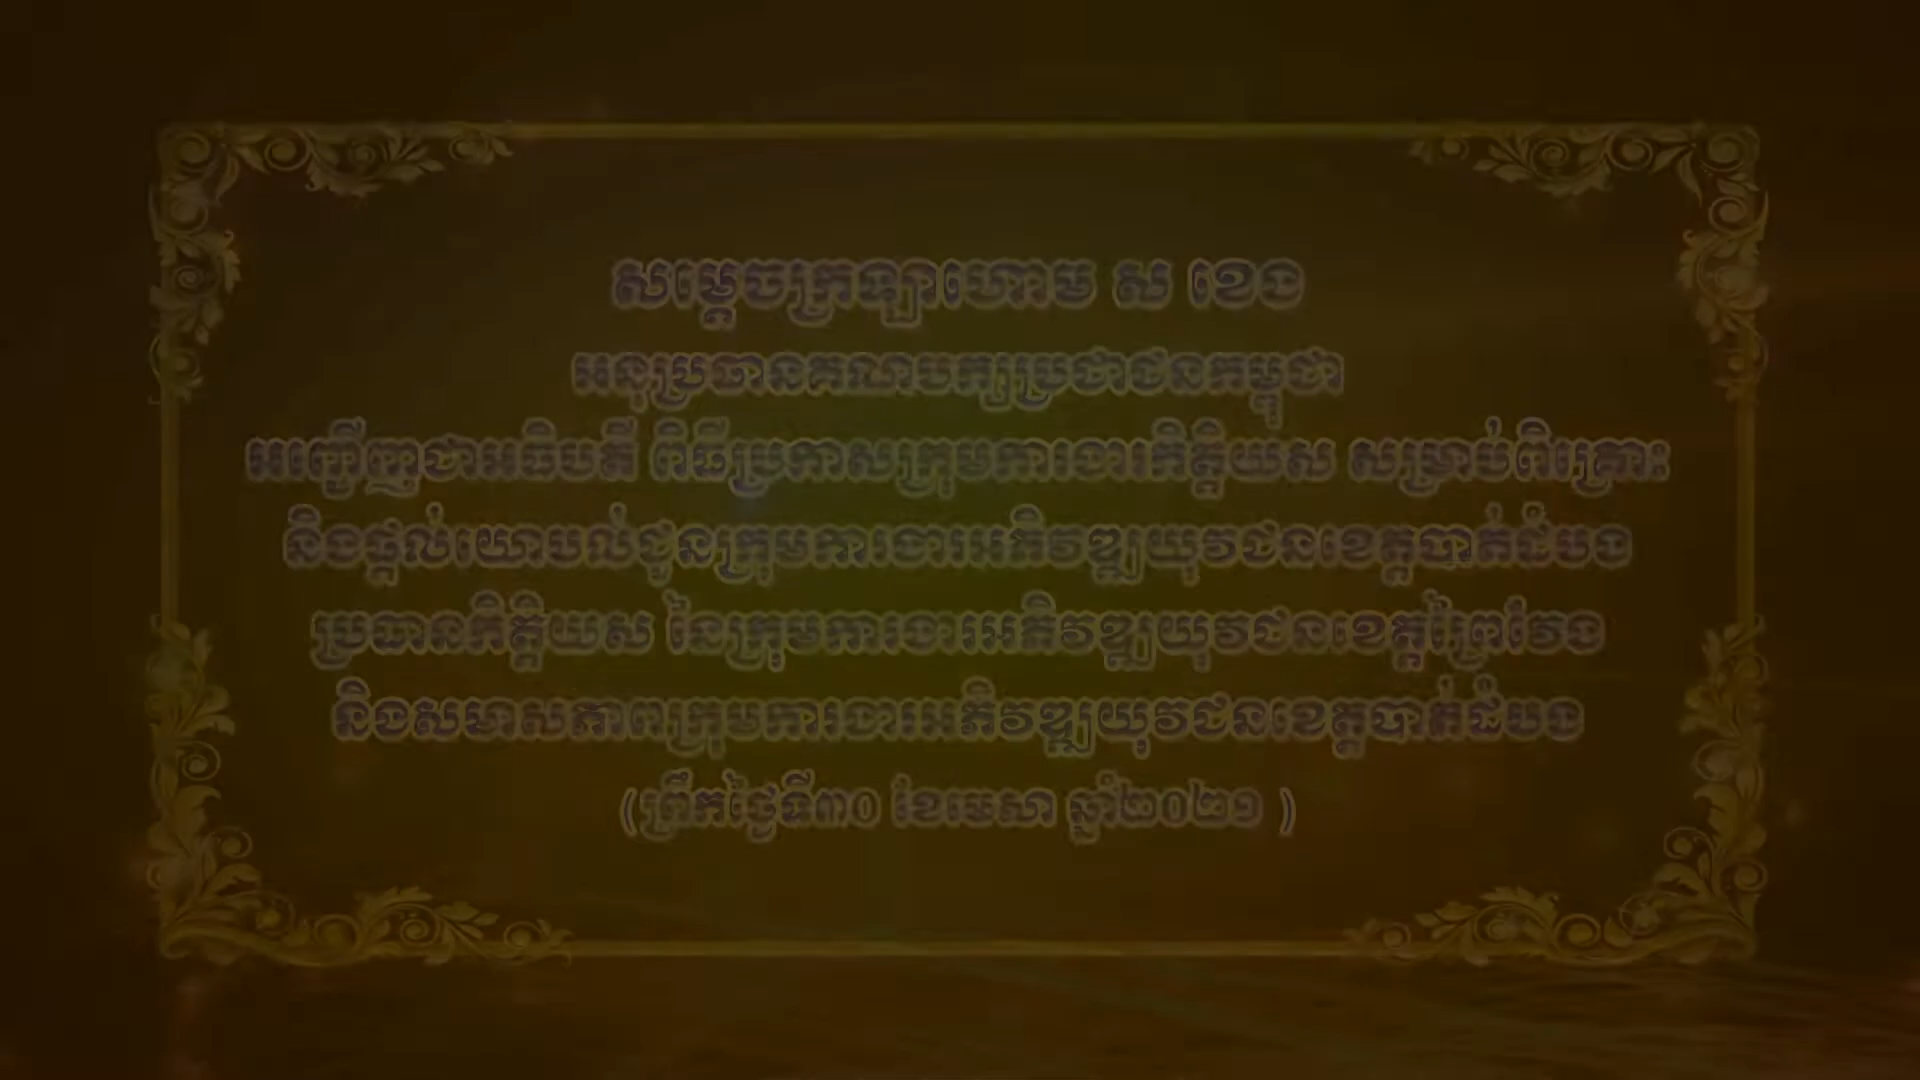 សម្តេចក្រឡាហោម ស ខេង
អនុប្រធានគណបក្សប្រជាជនកម្ពុជា
អញ្ជើញជាអធិបតី ពិធីប្រកាសក្រុមការងារកិត្តិយស សម្រាប់ពិគ្រោះ
និងផ្តល់យោបល់ជូនក្រុមការងារអភិវឌ្ឍយុវជនខេត្តបាត់ដំបង
ប្រធានកិត្តិយស នៃក្រុមការងារអភិវឌ្ឍយុវជនខេត្តព្រៃវែង
និងសមាសភាពក្រុមការងារអភិវឌ្ឍយុវជនខេត្តបាត់ដំបង
(ព្រឹកថ្ងៃទី៣០ ខែមេសា ឆ្នាំ២០២១ )